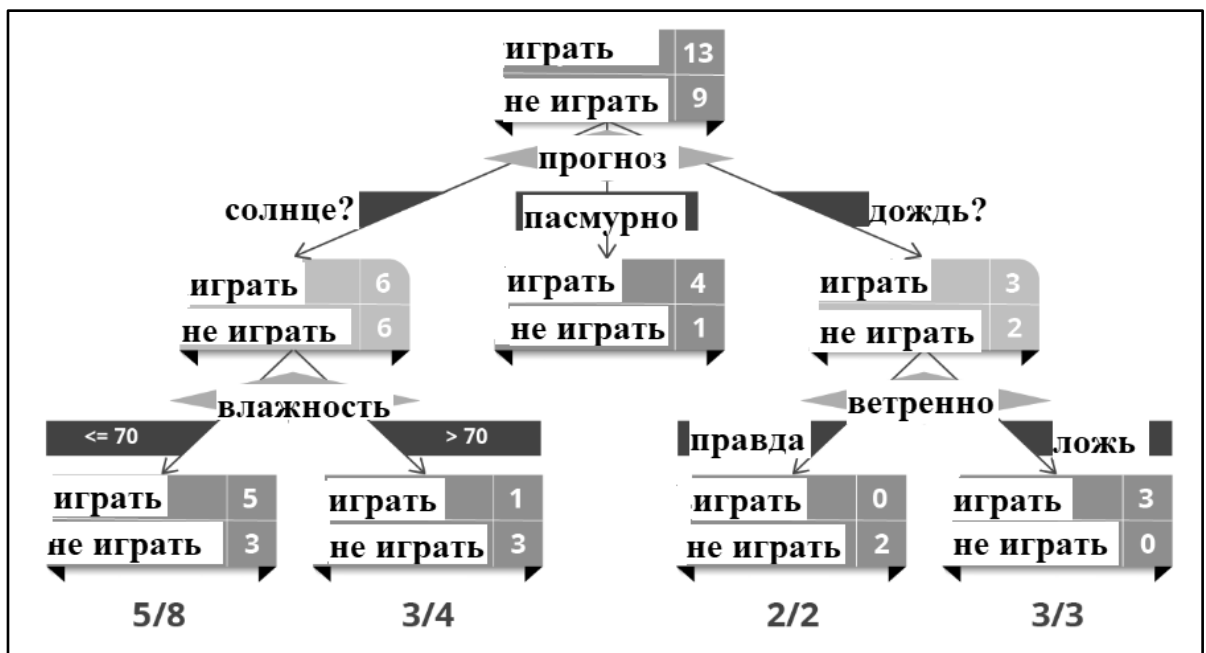 играть 13
не играть 9
прогноз
солнце? пасмурно дождь?
играть 6
не играть 6
играть 4
не играть 1
играть 3
не играть 2
влажность
ветренно
<= 70 > 70
правда ложь
играть 5
не играть 3
играть 1
не играть 3
играть 0
не играть 2
играть 3
не играть 0
5/8 3/4 2/2 3/3